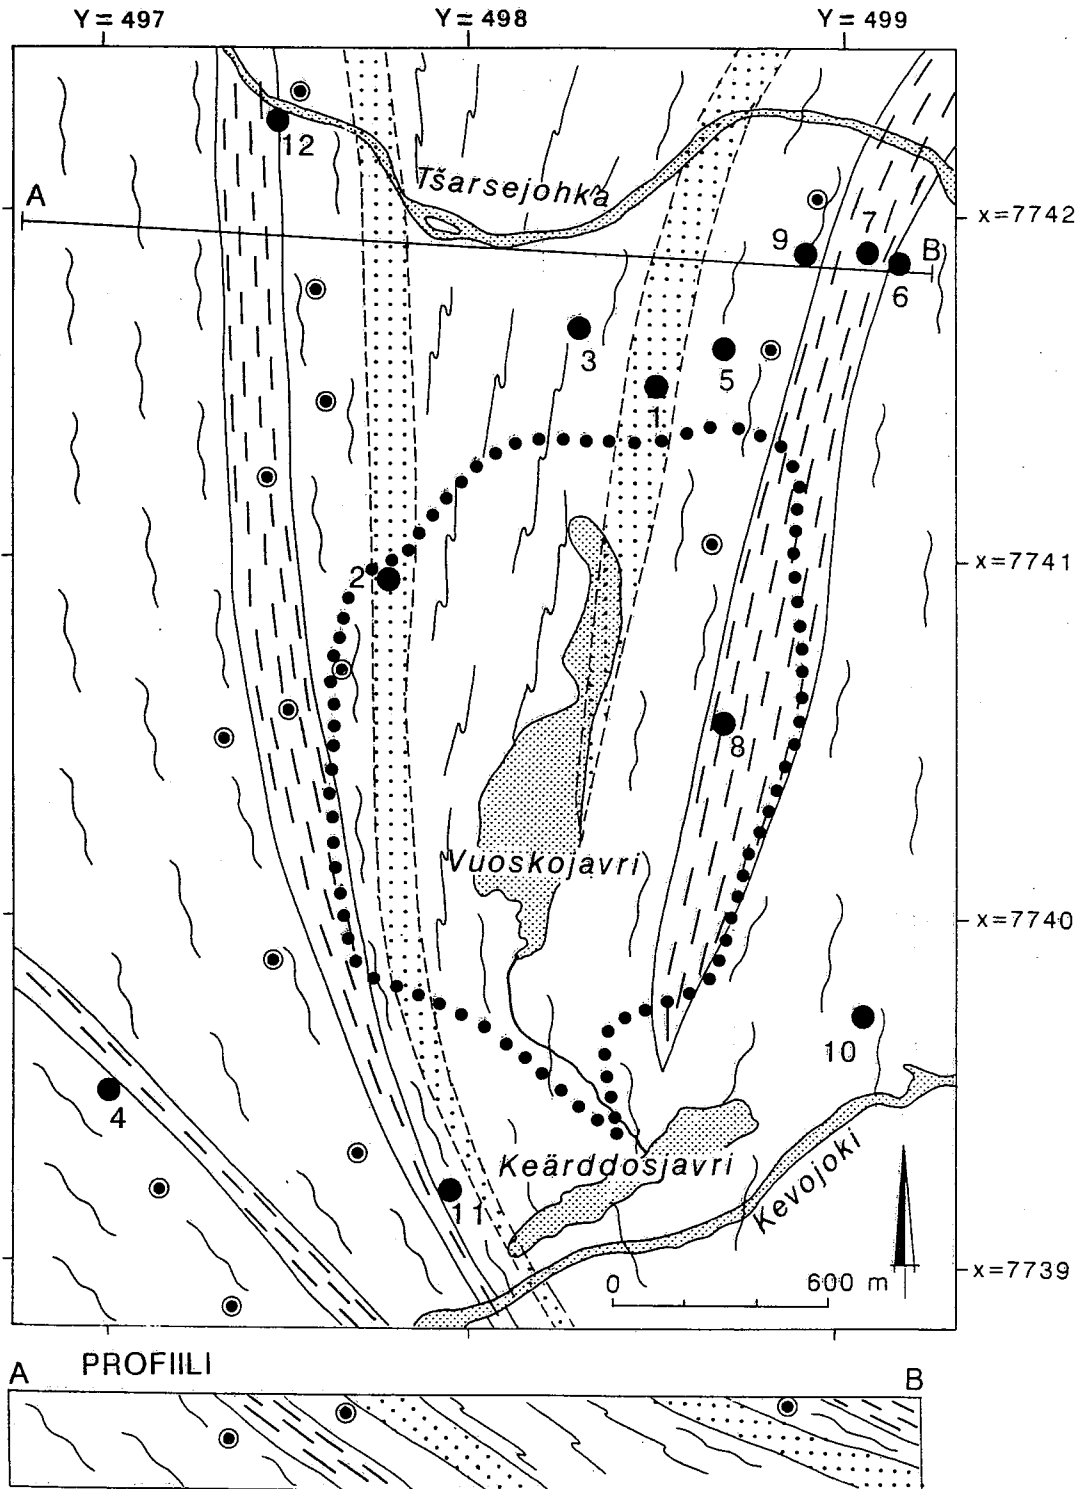 Y = 497 Y = 498 Y = 499
12
Tšarsejohka
A
x=7742
7
9
B
6
3
5
1
x=7741
2
8
Vuoskojavri
x=7740
10
4
Keärddosjavri
Kevojoki
11
x=7739
0 600 m
PROFIILI
A B